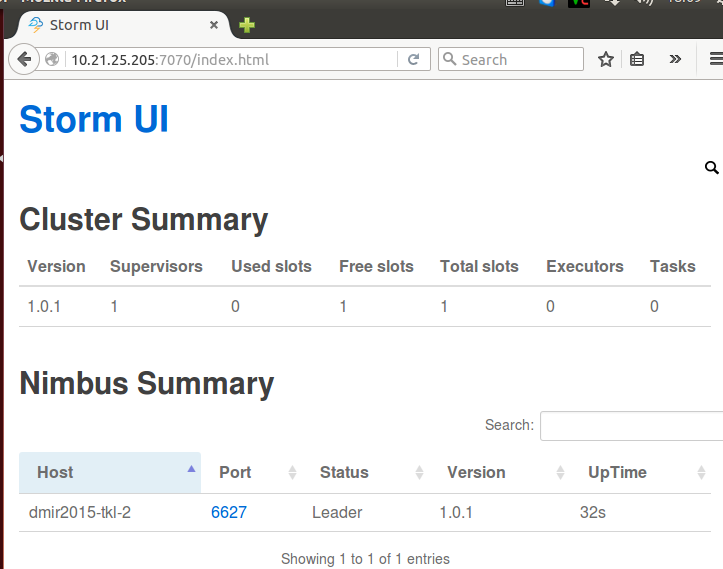 Storm UI
10.21.25.205:7070/index.html
Search
Storm UI
Cluster Summary
Version Supervisors Used slots Free slots Total slots Executors Tasks
1.0.1 1 0 1 1 0 0
Nimbus Summary
Search:
Host Port Status Version UpTime
dmir2015-tkl-2 6627 Leader 1.0.1 32s
Showing 1 to 1 of 1 entries